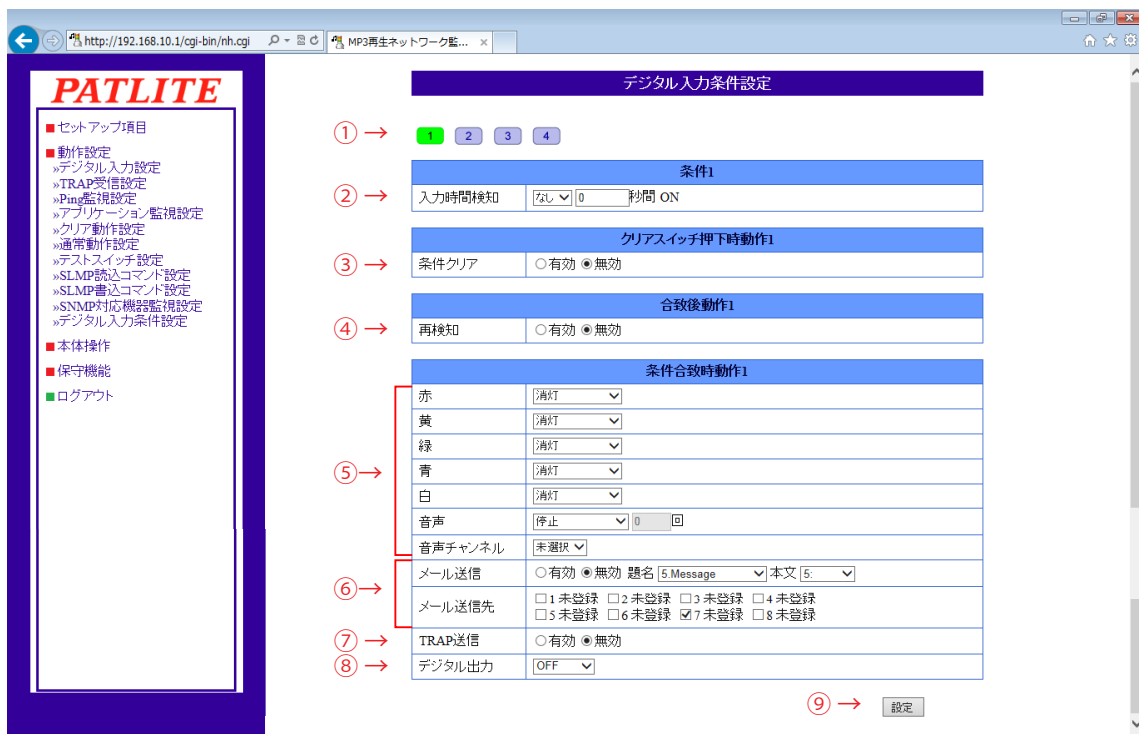 http://192.168.10.1/cgi-bin/nh.cgi
MP3再生ネットワーク監...
PATLITE
セットアップ項目
動作設定
»デジタル入力設定
»TRAP受信設定
»Ping監視設定
»アプリケーション監視設定
»クリア動作設定
»通常動作設定
»テストスイッチ設定
»SLMP読込コマンド設定
»SLMP書込コマンド設定
»SNMP対応機器監視設定
»デジタル入力条件設定
本体操作
保守機能
ログアウト
デジタル入力条件設定
① → 1 2 3 4
条件1
② → 入力時間検知 なし 0 秒間 ON
クリアスイッチ押下時動作1
③ → 条件クリア ○有効 ◉無効
合致後動作1
④ → 再検知 ○有効 ◉無効
条件合致時動作1
赤 消灯
黄 消灯
緑 消灯
⑤→ 青 消灯
白 消灯
音声 停止 0 回
音声チャンネル 未選択
⑥→ メール送信 ○有効 ◉無効 題名 5.Message 本文 5:
メール送信先 □1 未登録 □2 未登録 □3 未登録 □4 未登録
□5 未登録 □6 未登録 ☑7 未登録 □8 未登録
⑦ → TRAP送信 ○有効 ◉無効
⑧ → デジタル出力 OFF
⑨ → 設定